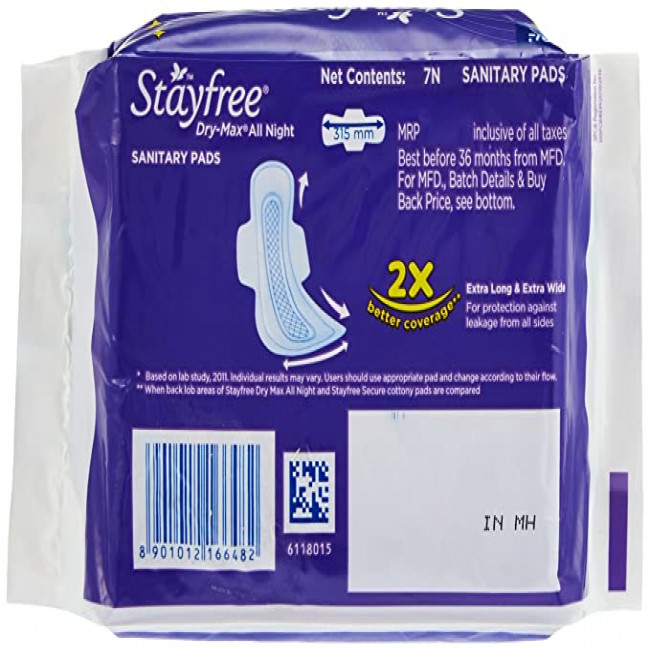 Stayfree®
Dry-Max® All Night
SANITARY PADS
Net Contents: 7N SANITARY PADS
315 mm
MRP inclusive of all taxes
Best before 36 months from MFD.
For MFD., Batch Details & Buy
Back Price, see bottom.
2X
better coverage**
Extra Long & Extra Wide
For protection against
leakage from all sides
* Based on lab study, 2011. Individual results may vary. Users should use appropriate pad and change according to their flow.
** When back lob areas of Stayfree Dry Max All Night and Stayfree Secure cottony pads are compared
8 901012 166482
6118015
IN MH